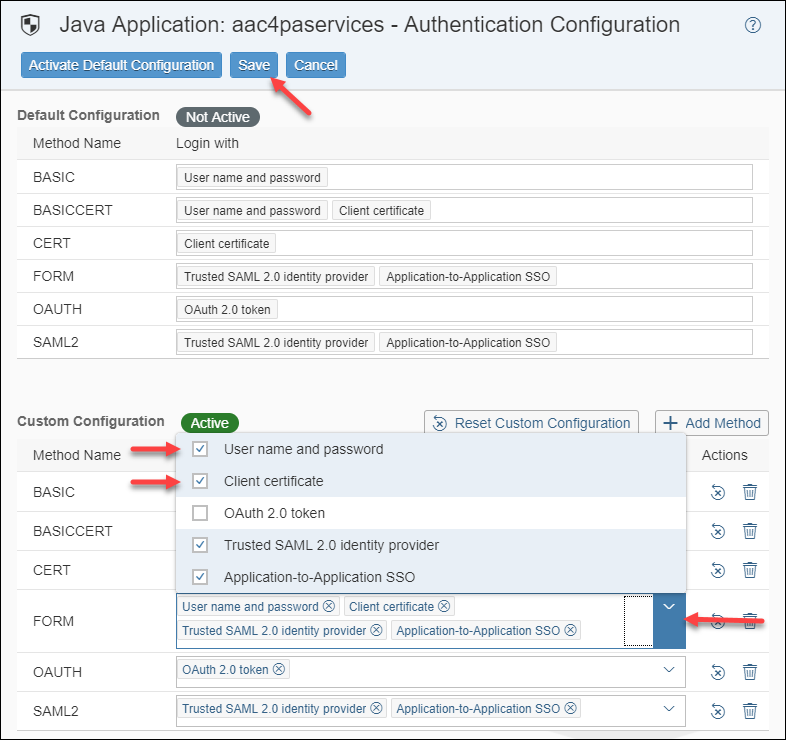 Java Application: aac4paservices - Authentication Configuration
?
Activate Default Configuration Save Cancel
Default Configuration Not Active
Method Name Login with
BASIC User name and password
BASICCERT User name and password Client certificate
CERT Client certificate
FORM Trusted SAML 2.0 identity provider Application-to-Application SSO
OAUTH OAuth 2.0 token
SAML2 Trusted SAML 2.0 identity provider Application-to-Application SSO
Custom Configuration Active Reset Custom Configuration Add Method
Method Name User name and password Actions
Client certificate
BASIC
OAuth 2.0 token
BASICCERT
Trusted SAML 2.0 identity provider
CERT
Application-to-Application SSO
User name and password Client certificate
FORM
Trusted SAML 2.0 identity provider Application-to-Application SSO
OAUTH OAuth 2.0 token
SAML2 Trusted SAML 2.0 identity provider Application-to-Application SSO